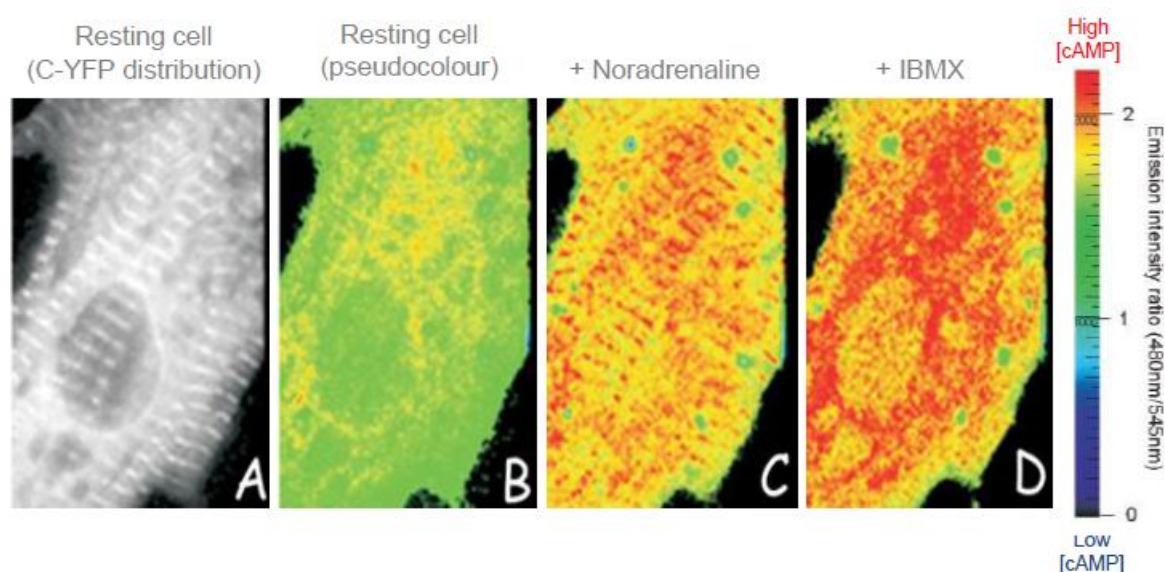 Resting cell
(C-YFP distribution)
Resting cell
(pseudocolour)
+ Noradrenaline
+ IBMX
High
[cAMP]
A
B
C
D
2
1
0
Emission intensity ratio (480nm/545nm)
Low
[cAMP]